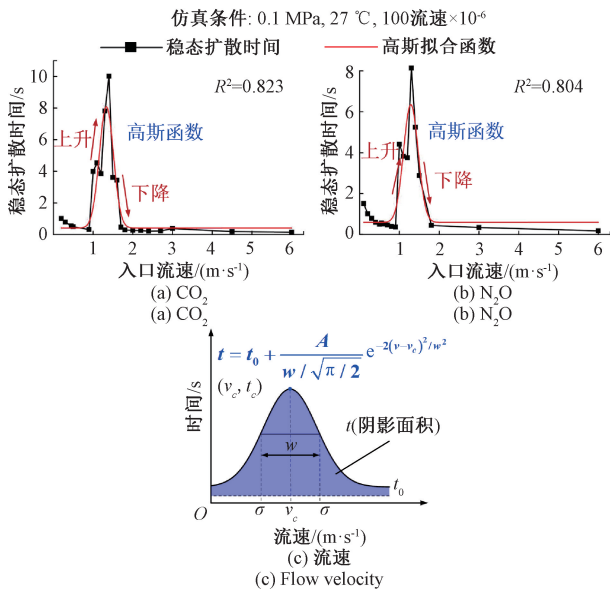 仿真条件: 0.1 MPa, 27 ℃, 100流速×10⁻⁶
稳态扩散时间 高斯拟合函数
R²=0.823
上升
高斯函数
下降
稳态扩散时间/s
0 2 4 6 8 10
0 1 2 3 4 5 6
入口流速/(m·s⁻¹)
(a) CO₂
(a) CO₂
R²=0.804
上升
高斯函数
下降
稳态扩散时间/s
0 2 4 6 8
0 1 2 3 4 5 6
入口流速/(m·s⁻¹)
(b) N₂O
(b) N₂O
t = t₀ + A / (w/√(π/2)) e^(-2(v-v_c)²/w²)
(v_c, t_c)
时间/s
t(阴影面积)
w
t₀
O σ v_c σ
流速/(m·s⁻¹)
(c) 流速
(c) Flow velocity